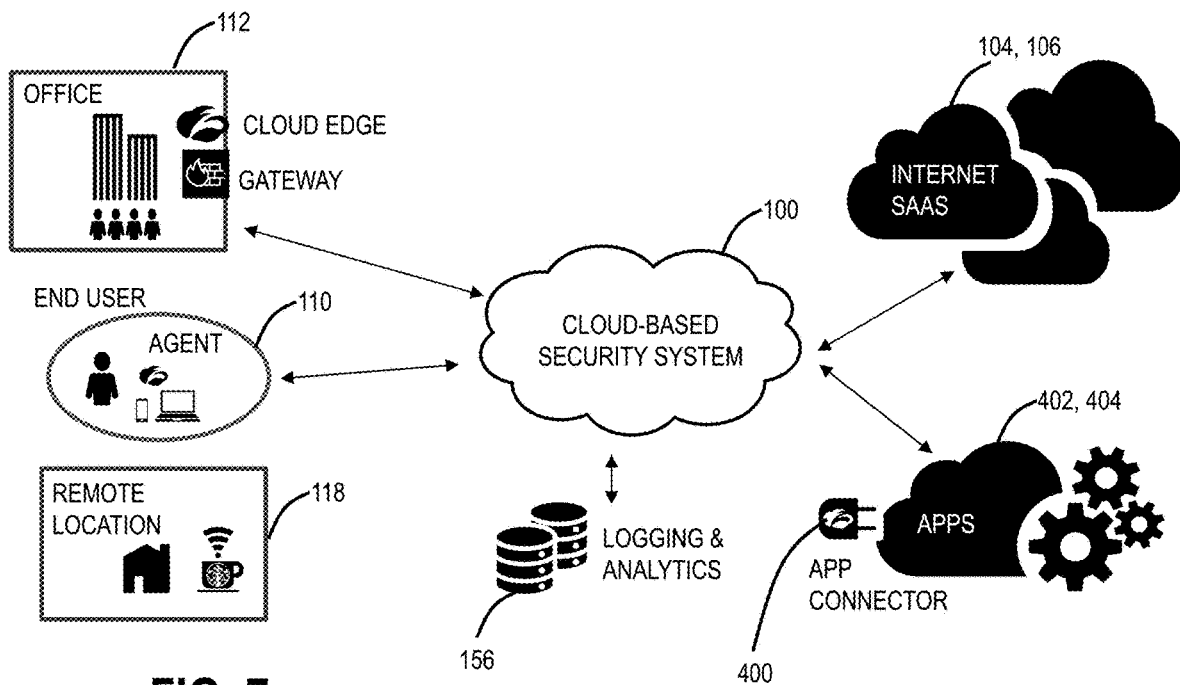 112
OFFICE
CLOUD EDGE
GATEWAY
104, 106
INTERNET
SAAS
100
CLOUD-BASED
SECURITY SYSTEM
END USER
110
AGENT
402, 404
APPS
REMOTE
LOCATION
118
LOGGING &
ANALYTICS
APP
CONNECTOR
156
400